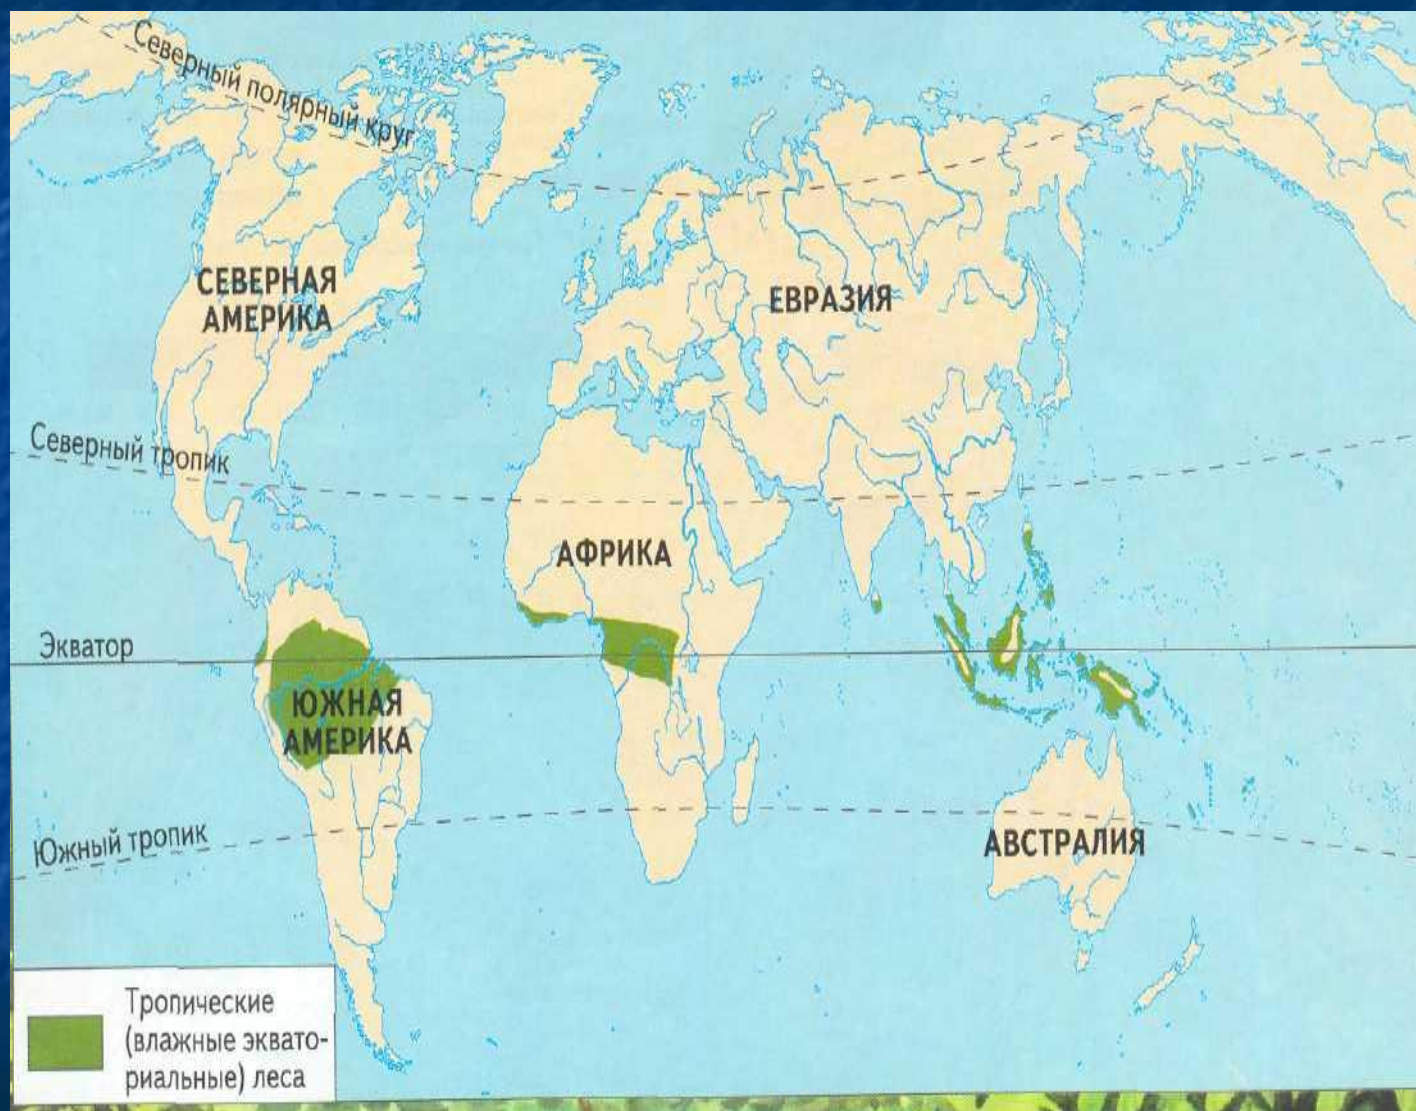 Северный полярный круг
СЕВЕРНАЯ
АМЕРИКА
ЕВРАЗИЯ
Северный тропик
АФРИКА
Экватор
ЮЖНАЯ
АМЕРИКА
Южный тропик
АВСТРАЛИЯ
Тропические
(влажные эквато-
риальные) леса